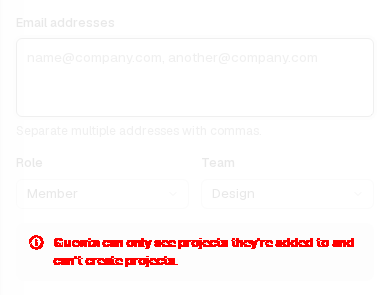 Email addresses
name@company.com, another@company.com
Separate multiple addresses with commas.
Role
Team
Member
Design
Guests can only see projects they're added to and
can't create projects.